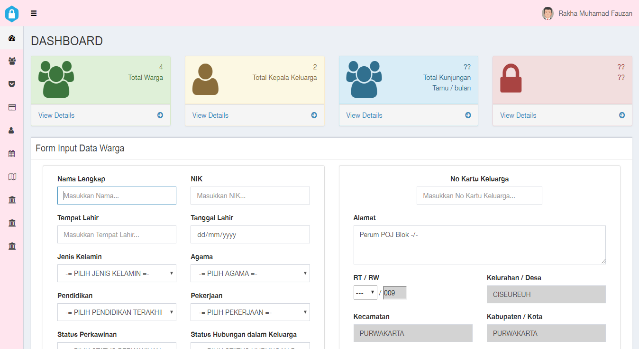 Rakha Muhamad Fauzan
DASHBOARD
4
Total Warga
View Details
2
Total Kepala Keluarga
View Details
??
Total Kunjungan
Tamu / bulan
View Details
??
??
View Details
Form Input Data Warga
Nama Lengkap
Masukkan Nama...
NIK
Masukkan NIK...
Tempat Lahir
Masukkan Tempat Lahir...
Tanggal Lahir
dd/mm/yyyy
Jenis Kelamin
-= PILIH JENIS KELAMIN =-
Agama
-= PILIH AGAMA =-
Pendidikan
-= PILIH PENDIDIKAN TERAKHI
Pekerjaan
-= PILIH PEKERJAAN =-
Status Perkawinan
Status Hubungan dalam Keluarga
No Kartu Keluarga
Masukkan No Kartu Keluarga...
Alamat
Perum POJ Blok -/-
RT / RW
--- / 009
Kelurahan / Desa
CISEUREUH
Kecamatan
PURWAKARTA
Kabupaten / Kota
PURWAKARTA